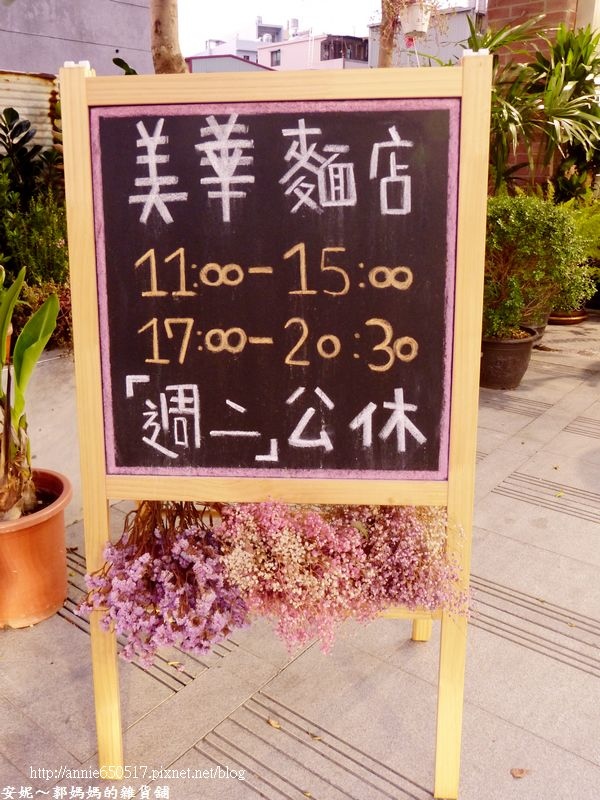 美華麵店
11:00-15:00
17:00-20:30
「週二」公休
http://annie650517.pixnet.net/blog
安妮～郭媽媽的雜貨舖